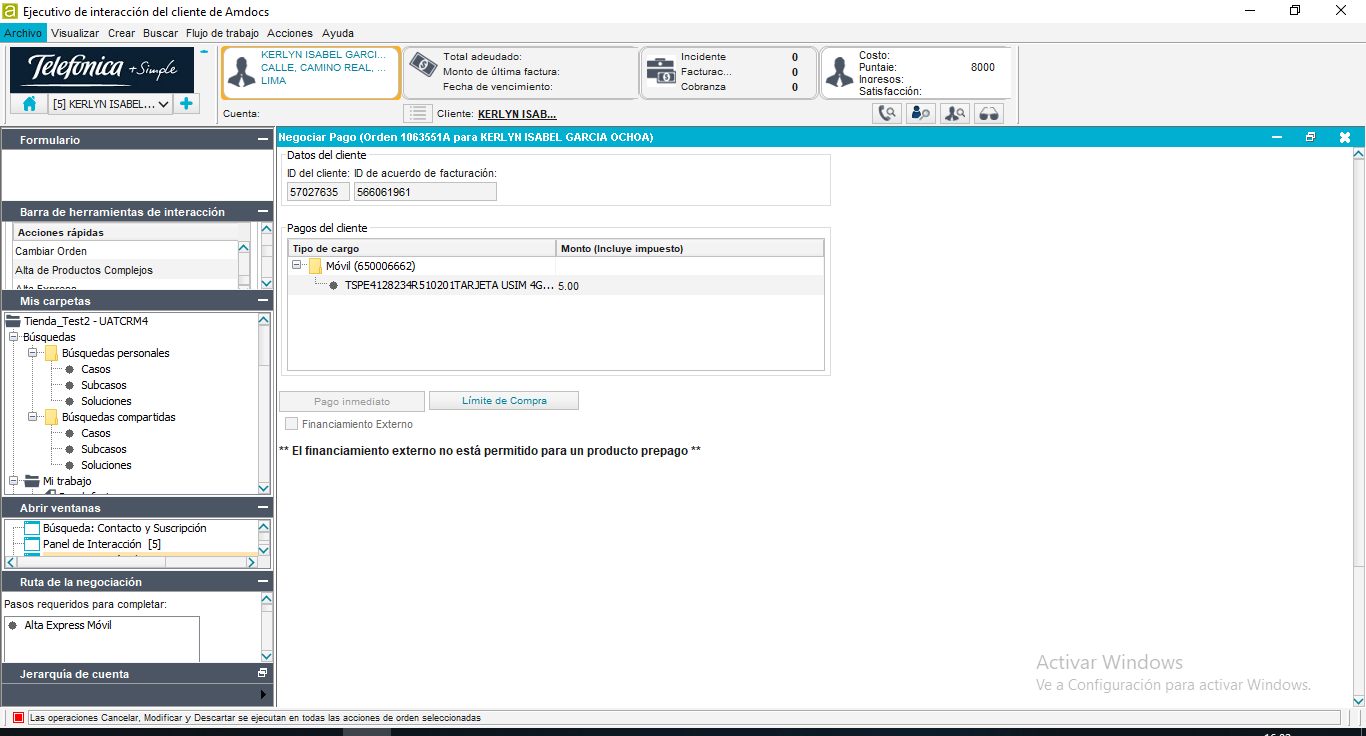 Ejecutivo de interacción del cliente de Amdocs
Archivo Visualizar Crear Buscar Flujo de trabajo Acciones Ayuda
Telefónica +Simple
[5] KERLYN ISABEL...
KERLYN ISABEL GARCI...
CALLE, CAMINO REAL, ...
LIMA
Total adeudado:
Monto de última factura:
Fecha de vencimiento:
Incidente 0
Facturac... 0
Cobranza 0
Costo:
Puntaje: 8000
Ingresos:
Satisfacción:
Cuenta:
Cliente: KERLYN ISAB...
Formulario
Barra de herramientas de interacción
Acciones rápidas
Cambiar Orden
Alta de Productos Complejos
Alta Express
Mis carpetas
Tienda_Test2 - UATCRM4
Búsquedas
Búsquedas personales
Casos
Subcasos
Soluciones
Búsquedas compartidas
Casos
Subcasos
Soluciones
Mi trabajo
Abrir ventanas
Búsqueda: Contacto y Suscripción
Panel de Interacción [5]
Ruta de la negociación
Pasos requeridos para completar:
Alta Express Móvil
Jerarquía de cuenta
Negociar Pago (Orden 1063551A para KERLYN ISABEL GARCIA OCHOA)
Datos del cliente
ID del cliente: ID de acuerdo de facturación:
57027635 566061961
Pagos del cliente
Tipo de cargo Monto (Incluye impuesto)
Móvil (650006662)
TSPE4128234R510201TARJETA USIM 4G... 5.00
Pago inmediato Límite de Compra
Financiamiento Externo
** El financiamiento externo no está permitido para un producto prepago **
Activar Windows
Ve a Configuración para activar Windows.
Las operaciones Cancelar, Modificar y Descartar se ejecutan en todas las acciones de orden seleccionadas